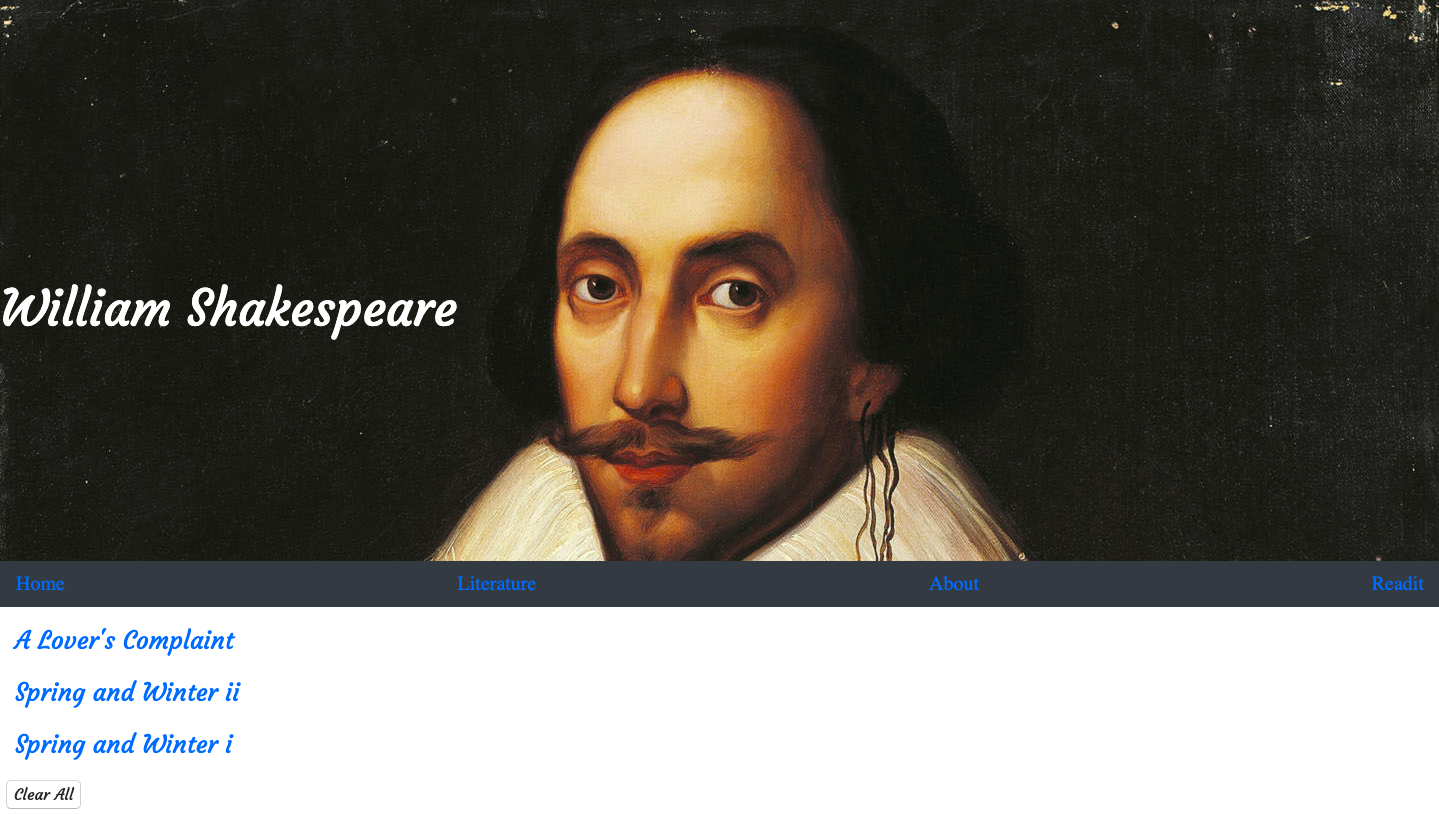 William Shakespeare
Home Literature About Readit
A Lover's Complaint
Spring and Winter ii
Spring and Winter i
Clear All